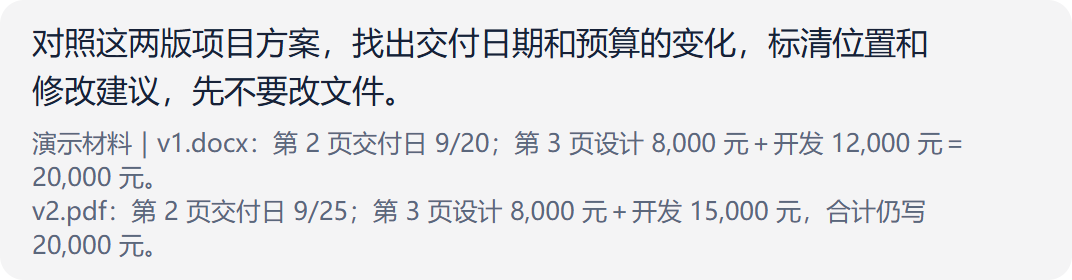 对照这两版项目方案，找出交付日期和预算的变化，标清位置和
修改建议，先不要改文件。
演示材料｜v1.docx：第 2 页交付日 9/20；第 3 页设计 8,000 元＋开发 12,000 元＝
20,000 元。
v2.pdf：第 2 页交付日 9/25；第 3 页设计 8,000 元＋开发 15,000 元，合计仍写
20,000 元。